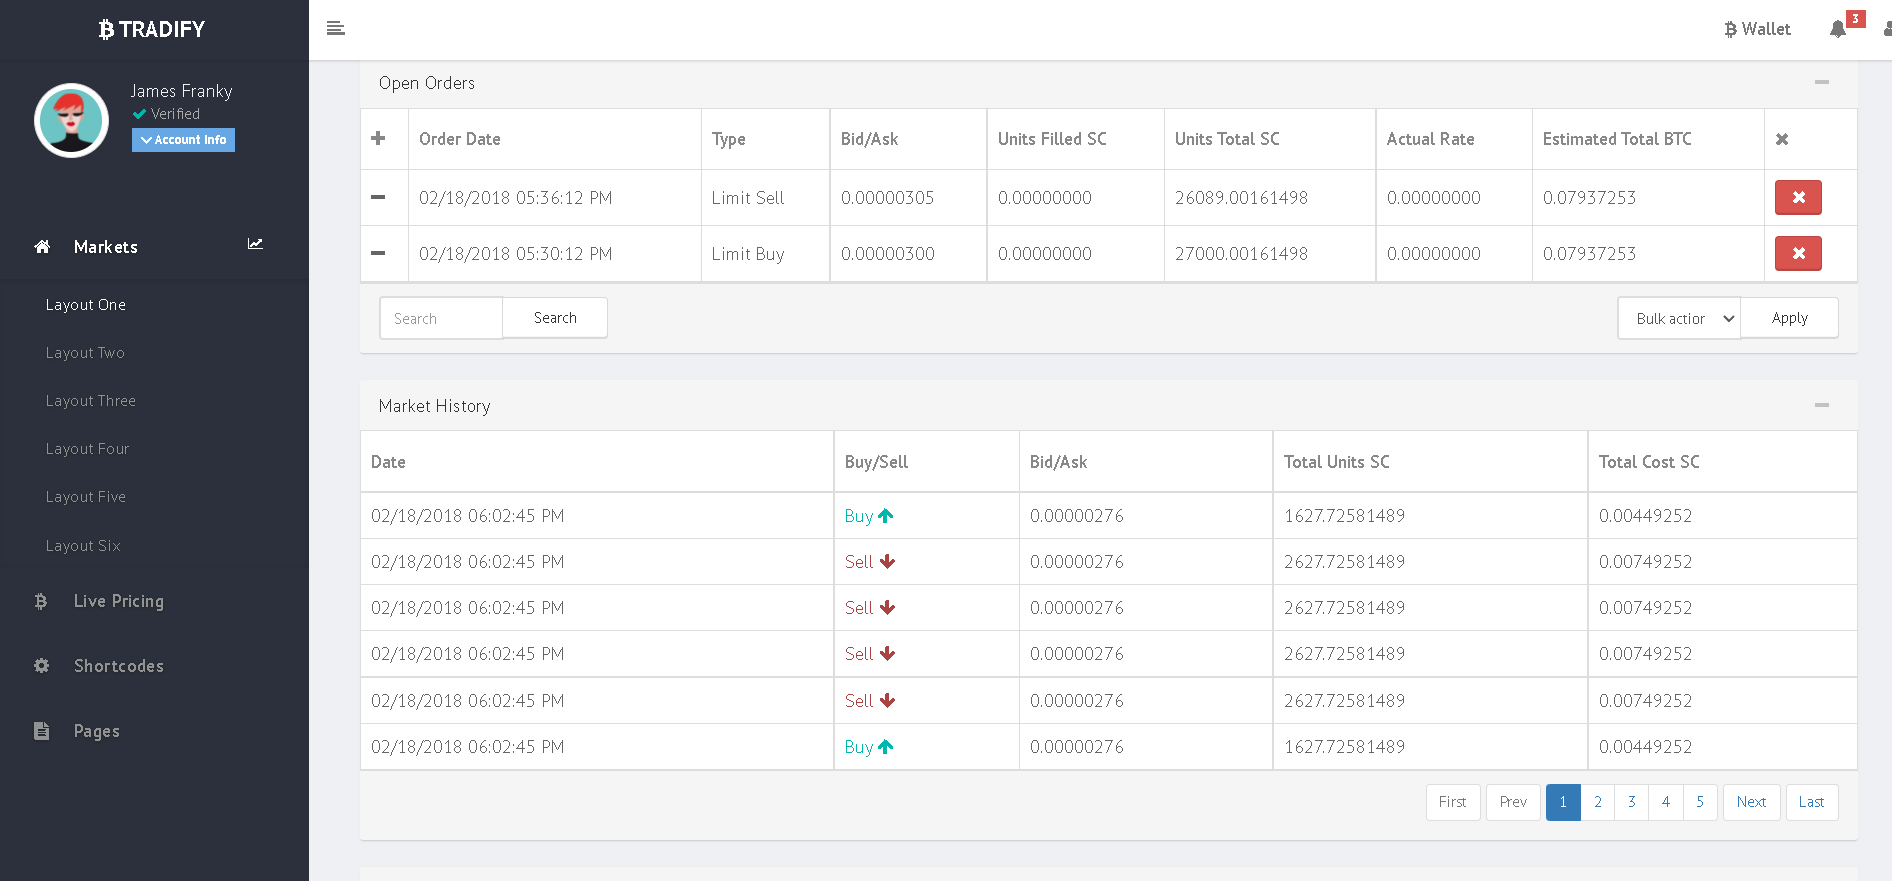 TRADIFY
Wallet
3
James Franky
Verified
Account Info
Markets
Layout One
Layout Two
Layout Three
Layout Four
Layout Five
Layout Six
Live Pricing
Shortcodes
Pages
Open Orders
Order Date Type Bid/Ask Units Filled SC Units Total SC Actual Rate Estimated Total BTC
02/18/2018 05:36:12 PM Limit Sell 0.00000305 0.00000000 26089.00161498 0.00000000 0.07937253
02/18/2018 05:30:12 PM Limit Buy 0.00000300 0.00000000 27000.00161498 0.00000000 0.07937253
Search Search Bulk action Apply
Market History
Date Buy/Sell Bid/Ask Total Units SC Total Cost SC
02/18/2018 06:02:45 PM Buy 0.00000276 1627.72581489 0.00449252
02/18/2018 06:02:45 PM Sell 0.00000276 2627.72581489 0.00749252
02/18/2018 06:02:45 PM Sell 0.00000276 2627.72581489 0.00749252
02/18/2018 06:02:45 PM Sell 0.00000276 2627.72581489 0.00749252
02/18/2018 06:02:45 PM Sell 0.00000276 2627.72581489 0.00749252
02/18/2018 06:02:45 PM Buy 0.00000276 1627.72581489 0.00449252
First Prev 1 2 3 4 5 Next Last